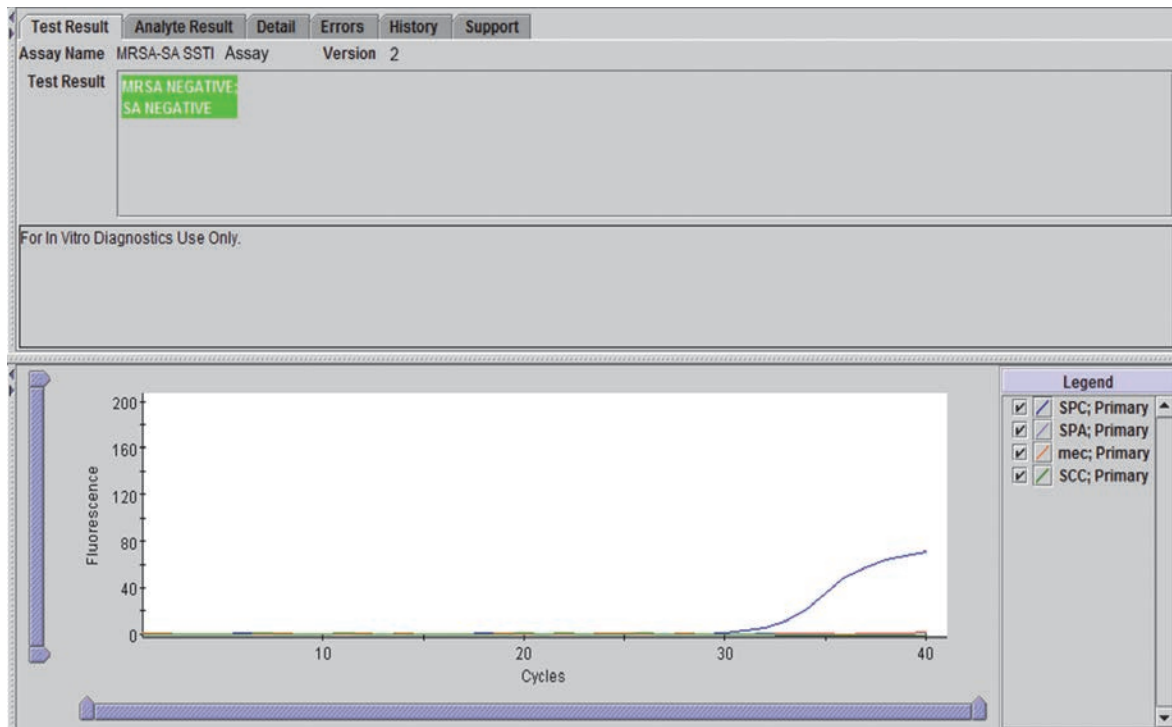 Test Result Analyte Result Detail Errors History Support
Assay Name MRSA-SA SSTI Assay Version 2
Test Result
MRSA NEGATIVE;
SA NEGATIVE
For In Vitro Diagnostics Use Only.
Legend
SPC; Primary
SPA; Primary
mec; Primary
SCC; Primary
Fluorescence
200
160
120
80
40
0
10 20 30 40
Cycles